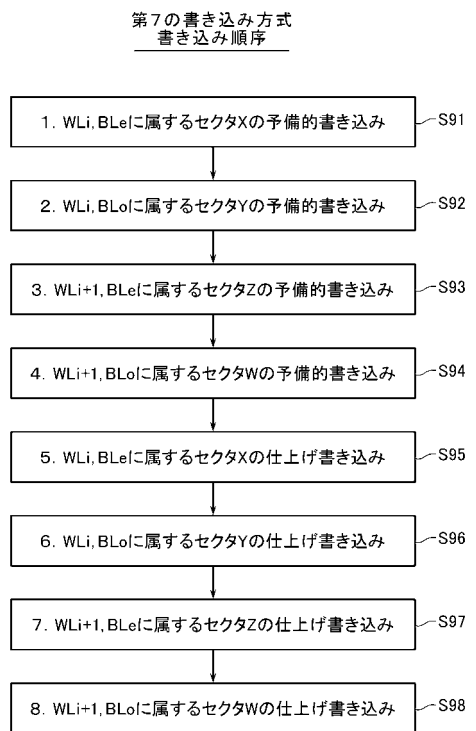 第7の書き込み方式
書き込み順序
1. WLi,BLeに属するセクタXの予備的書き込み S91
2. WLi,BLoに属するセクタYの予備的書き込み S92
3. WLi+1,BLeに属するセクタZの予備的書き込み S93
4. WLi+1,BLoに属するセクタWの予備的書き込み S94
5. WLi,BLeに属するセクタXの仕上げ書き込み S95
6. WLi,BLoに属するセクタYの仕上げ書き込み S96
7. WLi+1,BLeに属するセクタZの仕上げ書き込み S97
8. WLi+1,BLoに属するセクタWの仕上げ書き込み S98